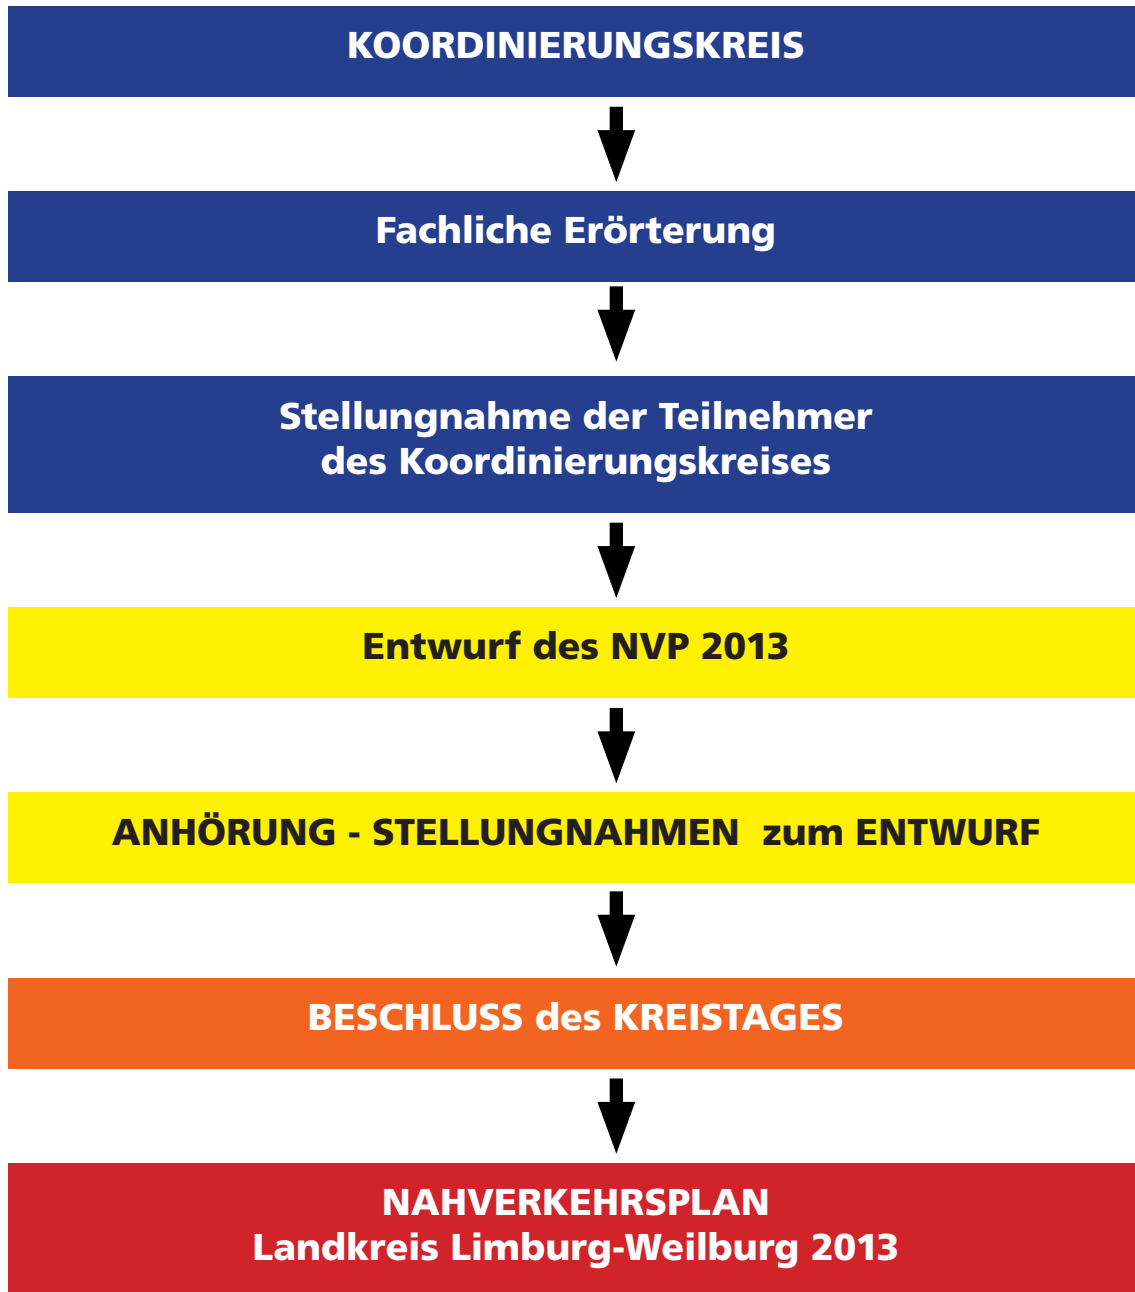 KOORDINIERUNGSKREIS
Fachliche Erörterung
Stellungnahme der Teilnehmer
des Koordinierungskreises
Entwurf des NVP 2013
ANHÖRUNG - STELLUNGNAHMEN  zum ENTWURF
BESCHLUSS des KREISTAGES
NAHVERKEHRSPLAN
Landkreis Limburg-Weilburg 2013